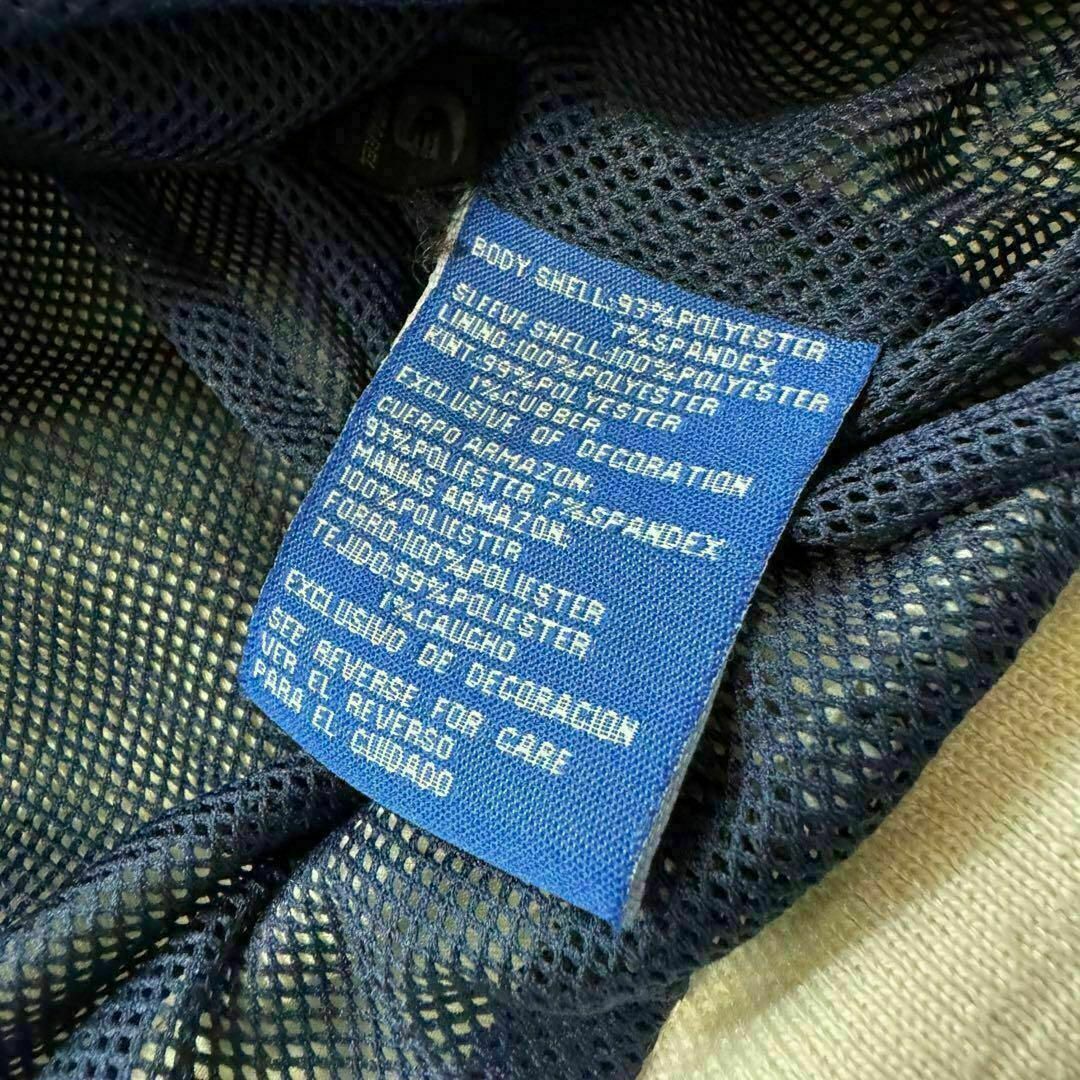 BODY SHELL:93%POLYESTER
7%SPANDEX
SLEEVE SHELL:100%POLYESTER
LINING:100%POLYESTER
RINT:99%POLYESTER
1%CUBBER
EXCLUSIVE OF DECORATION
CUERPO ARMAZON:
93%POLIESTER 7%SPANDEX
MANGAS ARMAZON:
100%POLIESTER
FORRO:100%POLIESTER
TEJIDO:99%POLIESTER
1%CAUCHO
EXCLUSIVO DE DECORACION
SEE REVERSE FOR CARE
VER EL REVERSO
PARA EL CUIDADO